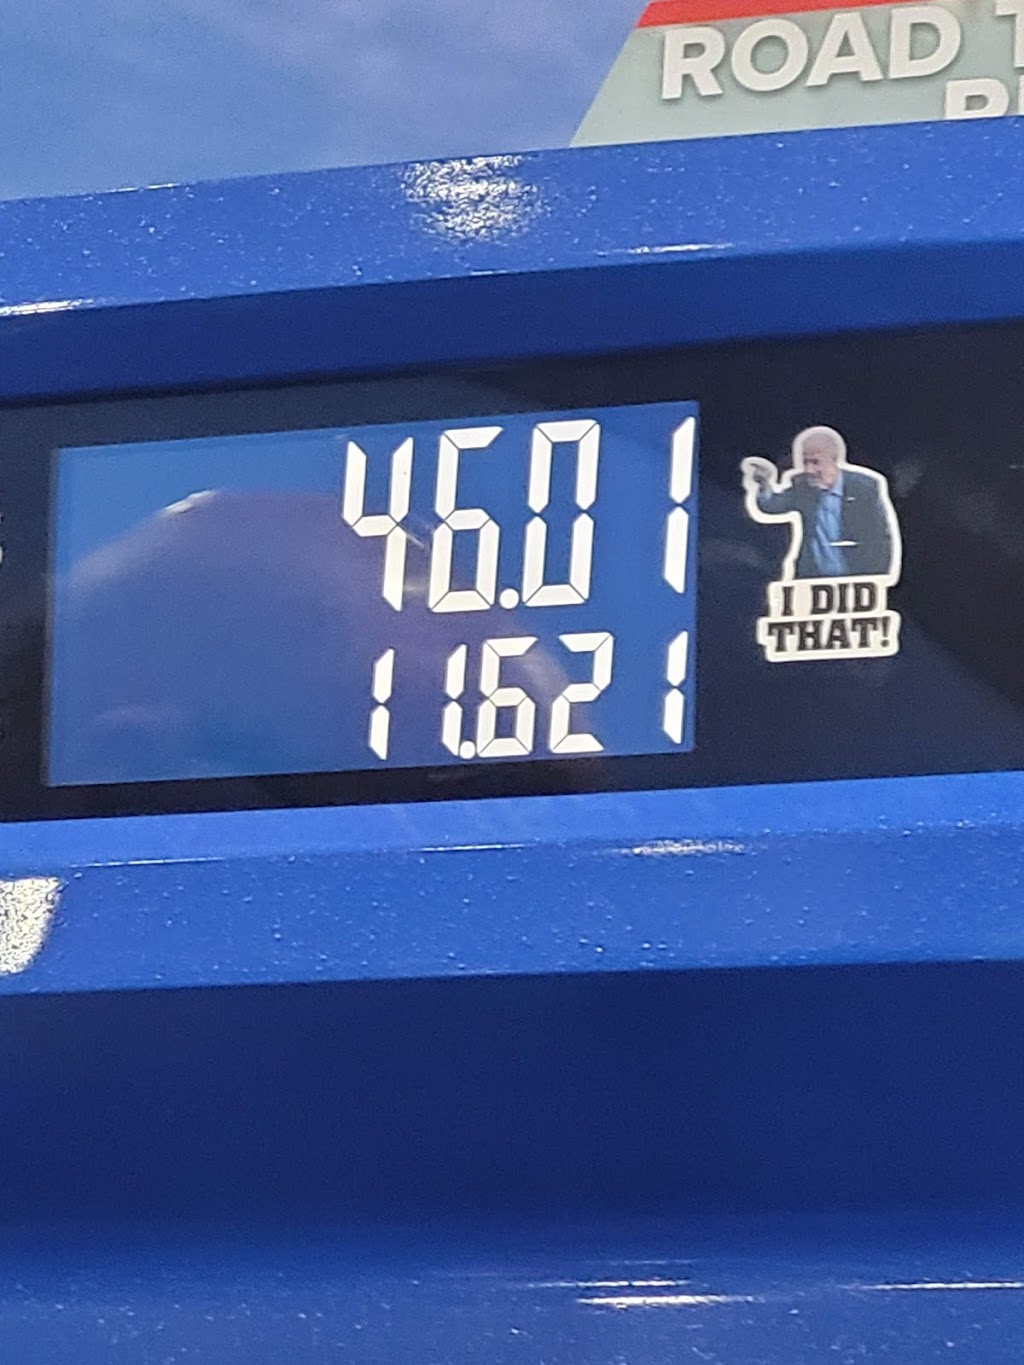 ROAD
46.01
11.621
I DID
THAT!